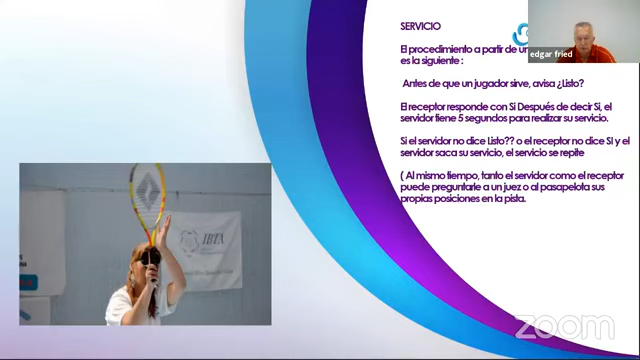 SERVICIO
El procedimiento a partir de un
es la siguiente :
Antes de que un jugador sirve, avisa ¿Listo?
El receptor responde con Si Después de decir Si, el
servidor tiene 5 segundos para realizar su servicio.
Si el servidor no dice Listo?? o el receptor no dice SI y el
servidor saca su servicio, el servicio se repite
( Al mismo tiempo, tanto el servidor como el receptor
puede preguntarle a un juez o al pasapelota sus
propias posiciones en la pista.
edgar fried
IBTA
zoom